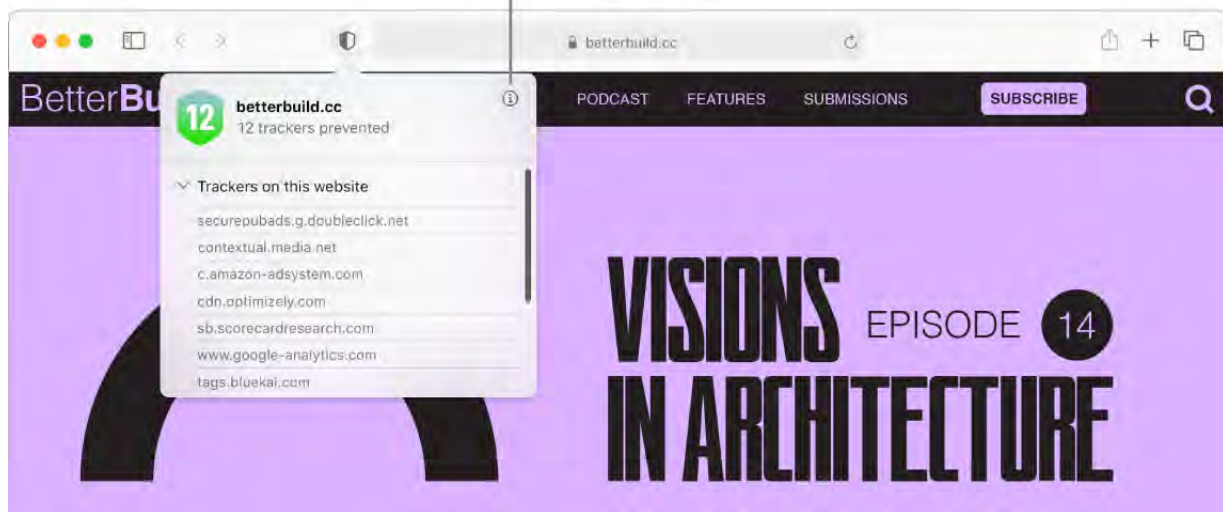 betterbuild.cc
BetterBu
PODCAST FEATURES SUBMISSIONS SUBSCRIBE
12
betterbuild.cc
12 trackers prevented
Trackers on this website
securepubads.g.doubleclick.net
contextual.media.net
c.amazon-adsystem.com
cdn.optimizely.com
sb.scorecardresearch.com
www.google-analytics.com
tags.bluekai.com
VISIONS
EPISODE 14
IN ARCHITECTURE